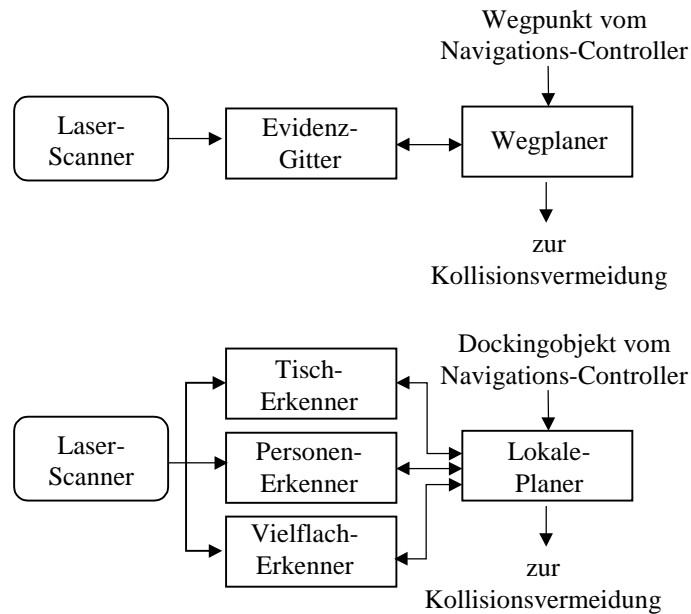 Wegpunkt vom
Navigations-Controller
Laser-
Scanner
Evidenz-
Gitter
Wegplaner
zur
Kollisionsvermeidung
Dockingobjekt vom
Navigations-Controller
Tisch-
Erkenner
Laser-
Scanner
Personen-
Erkenner
Lokale-
Planer
Vielflach-
Erkenner
zur
Kollisionsvermeidung